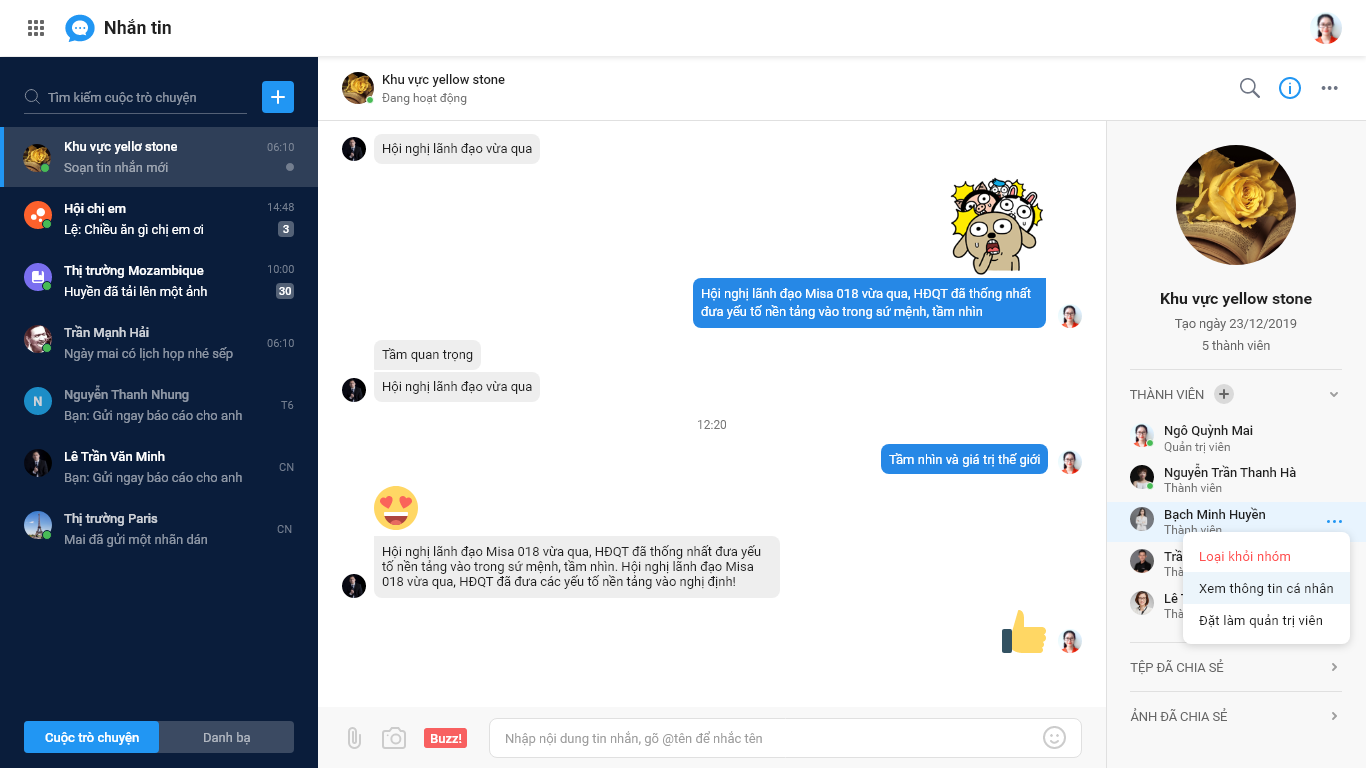 Nhắn tin
Tìm kiếm cuộc trò chuyện
Khu vực yellơ stone
06:10
Soạn tin nhắn mới
Hội chị em
14:48
Lệ: Chiều ăn gì chị em ơi
3
Thị trường Mozambique
10:00
Huyền đã tải lên một ảnh
30
Trần Mạnh Hải
06:10
Ngày mai có lịch họp nhé sếp
N
Nguyễn Thanh Nhung
T6
Bạn: Gửi ngay báo cáo cho anh
Lê Trần Văn Minh
CN
Bạn: Gửi ngay báo cáo cho anh
Thị trường Paris
CN
Mai đã gửi một nhãn dán
Cuộc trò chuyện
Danh bạ
Khu vực yellow stone
Đang hoạt động
Hội nghị lãnh đạo vừa qua
Hội nghị lãnh đạo Misa 018 vừa qua, HĐQT đã thống nhất
đưa yếu tố nền tảng vào trong sứ mệnh, tầm nhìn
Tầm quan trọng
Hội nghị lãnh đạo vừa qua
12:20
Tầm nhìn và giá trị thế giới
Hội nghị lãnh đạo Misa 018 vừa qua, HĐQT đã thống nhất đưa yếu
tố nền tảng vào trong sứ mệnh, tầm nhìn. Hội nghị lãnh đạo Misa
018 vừa qua, HĐQT đã đưa các yếu tố nền tảng vào nghị định!
Buzz!
Nhập nội dung tin nhắn, gõ @tên để nhắc tên
Khu vực yellow stone
Tạo ngày 23/12/2019
5 thành viên
THÀNH VIÊN
Ngô Quỳnh Mai
Quản trị viên
Nguyễn Trần Thanh Hà
Thành viên
Bạch Minh Huyền
Thành viên
Trầ
Thà
Lê T
Thà
Loại khỏi nhóm
Xem thông tin cá nhân
Đặt làm quản trị viên
TỆP ĐÃ CHIA SẺ
ẢNH ĐÃ CHIA SẺ